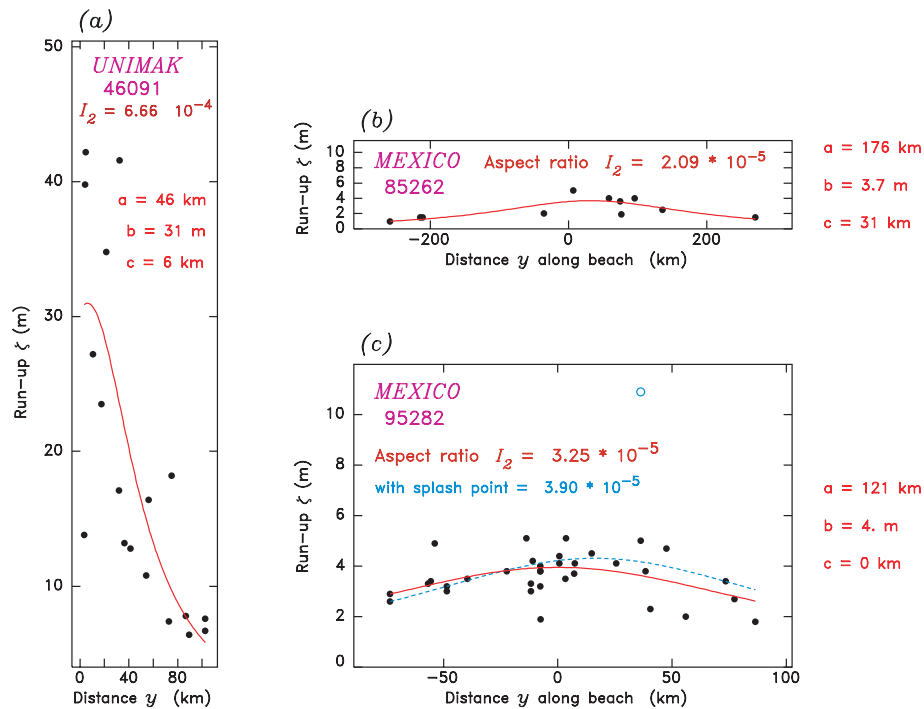 (a)
UNIMAK
46091
I₂ = 6.66 10⁻⁴
a = 46 km
b = 31 m
c = 6 km
50
40
30
20
10
Run-up ζ (m)
0 40 80
Distance y (km)
(b)
MEXICO
85262
Aspect ratio I₂ = 2.09 * 10⁻⁵
a = 176 km
b = 3.7 m
c = 31 km
10
8
6
4
2
0
Run-up ζ (m)
−200 0 200
Distance y along beach (km)
(c)
MEXICO
95282
Aspect ratio I₂ = 3.25 * 10⁻⁵
with splash point = 3.90 * 10⁻⁵
a = 121 km
b = 4. m
c = 0 km
10
8
6
4
2
0
Run-up ζ (m)
−50 0 50 100
Distance y along beach (km)